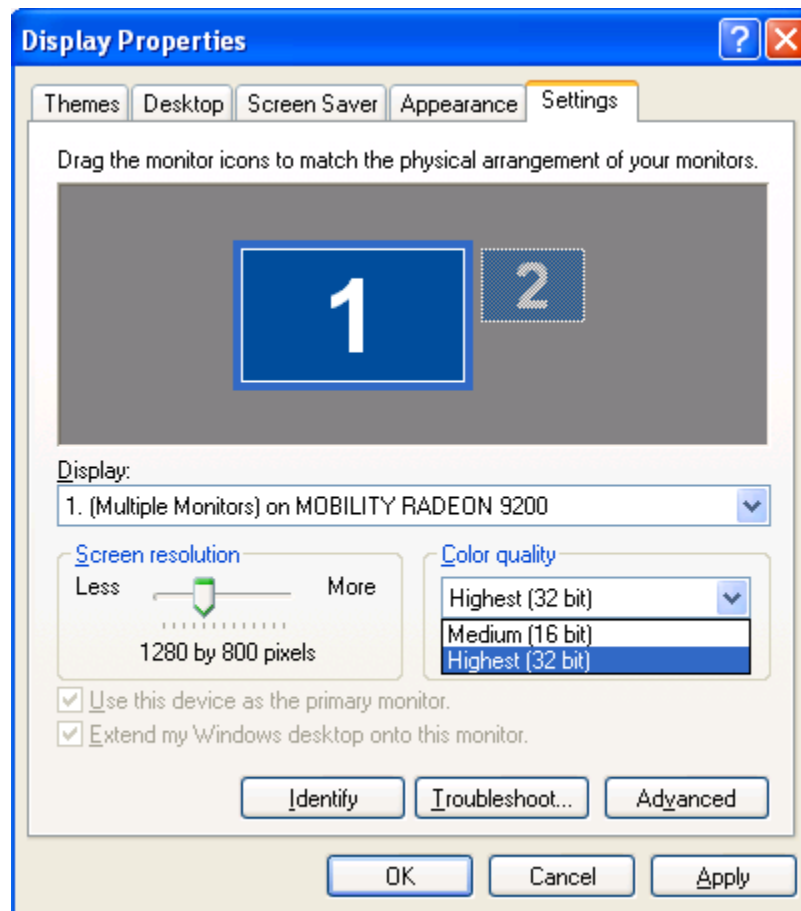 Display Properties
Themes Desktop Screen Saver Appearance Settings
Drag the monitor icons to match the physical arrangement of your monitors.
1 2
Display:
1. (Multiple Monitors) on MOBILITY RADEON 9200
Screen resolution
Less More
1280 by 800 pixels
Color quality
Highest (32 bit)
Medium (16 bit)
Highest (32 bit)
Use this device as the primary monitor.
Extend my Windows desktop onto this monitor.
Identify Troubleshoot... Advanced
OK Cancel Apply